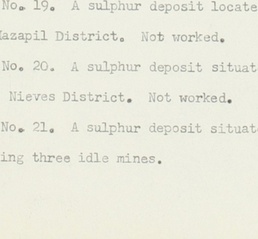 No. 19. A sulphur deposit locate
Mazapil District. Not worked.
No. 20. A sulphur deposit situat
Nieves District. Not worked.
No. 21. A sulphur deposit situat
ing three idle mines.